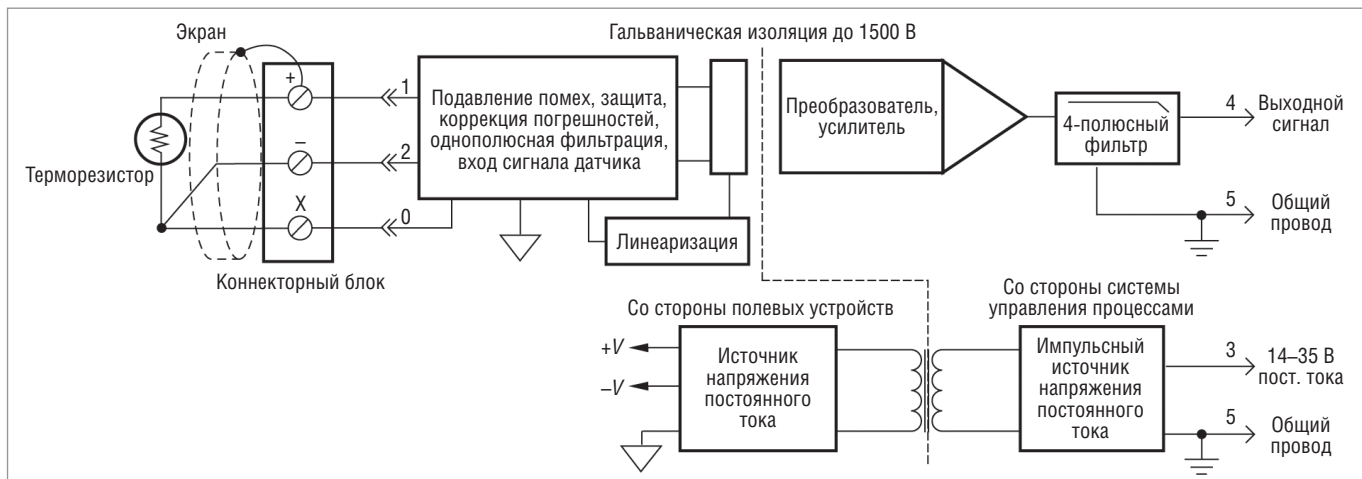 Экран
Гальваническая изоляция до 1500 В
+
1
Подавление помех, защита,
коррекция погрешностей,
однополюсная фильтрация,
вход сигнала датчика
Преобразователь,
усилитель
4-полюсный
фильтр
4
Выходной
сигнал
–
2
Терморезистор
X
0
5
Общий
провод
Линеаризация
Коннекторный блок
Со стороны полевых устройств
Со стороны системы
управления процессами
+V
–V
Источник
напряжения
постоянного
тока
Импульсный
источник
напряжения
постоянного
тока
3
14–35 В
пост. тока
5
Общий
провод